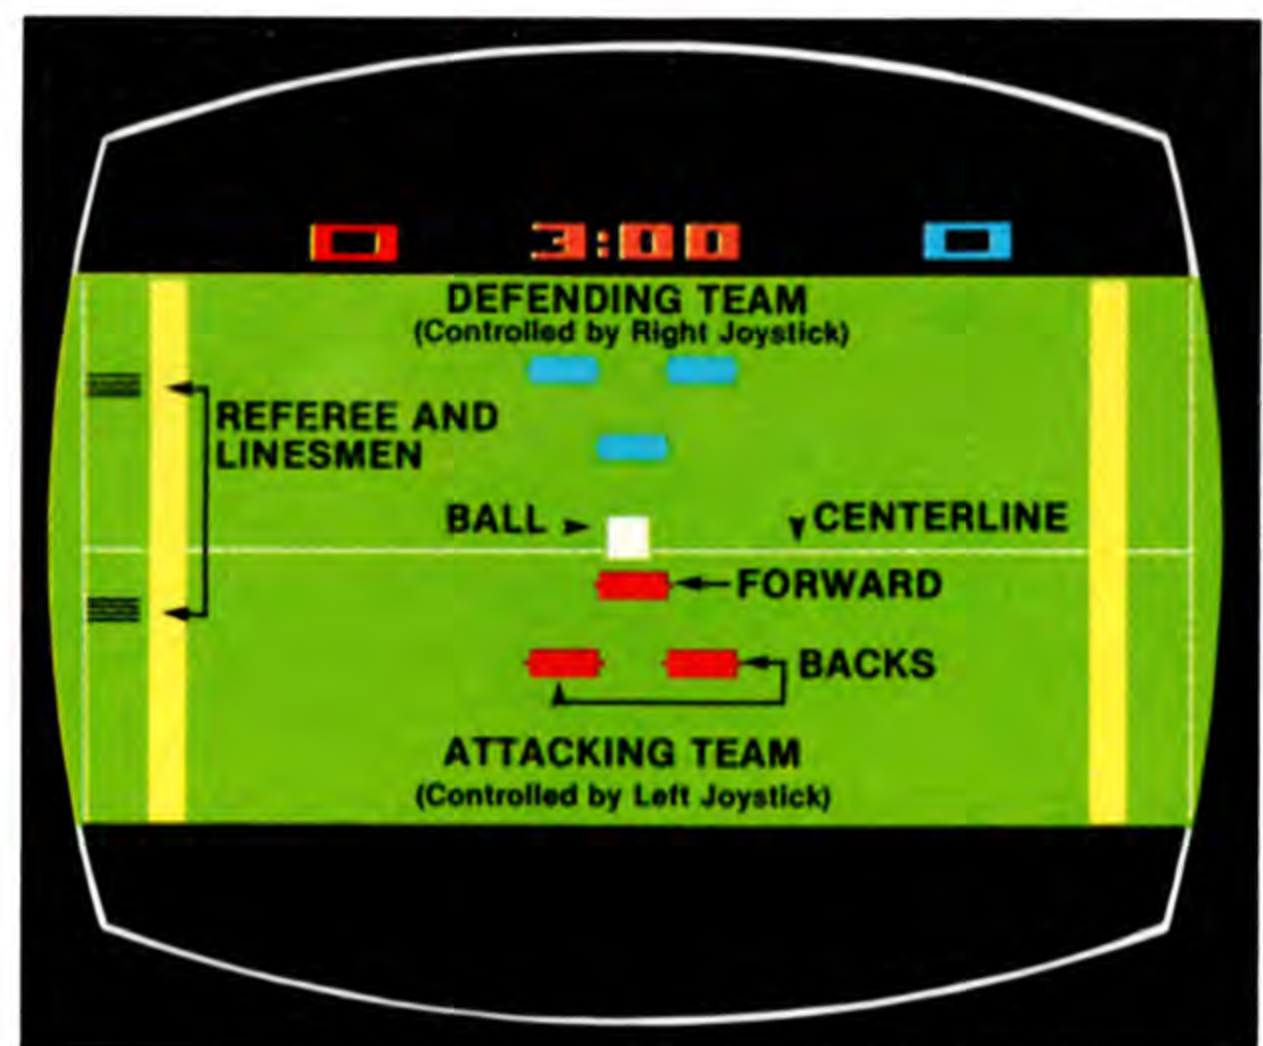 0 3:00 0
DEFENDING TEAM
(Controlled by Right Joystick)
REFEREE AND
LINESMEN
BALL
CENTERLINE
FORWARD
BACKS
ATTACKING TEAM
(Controlled by Left Joystick)